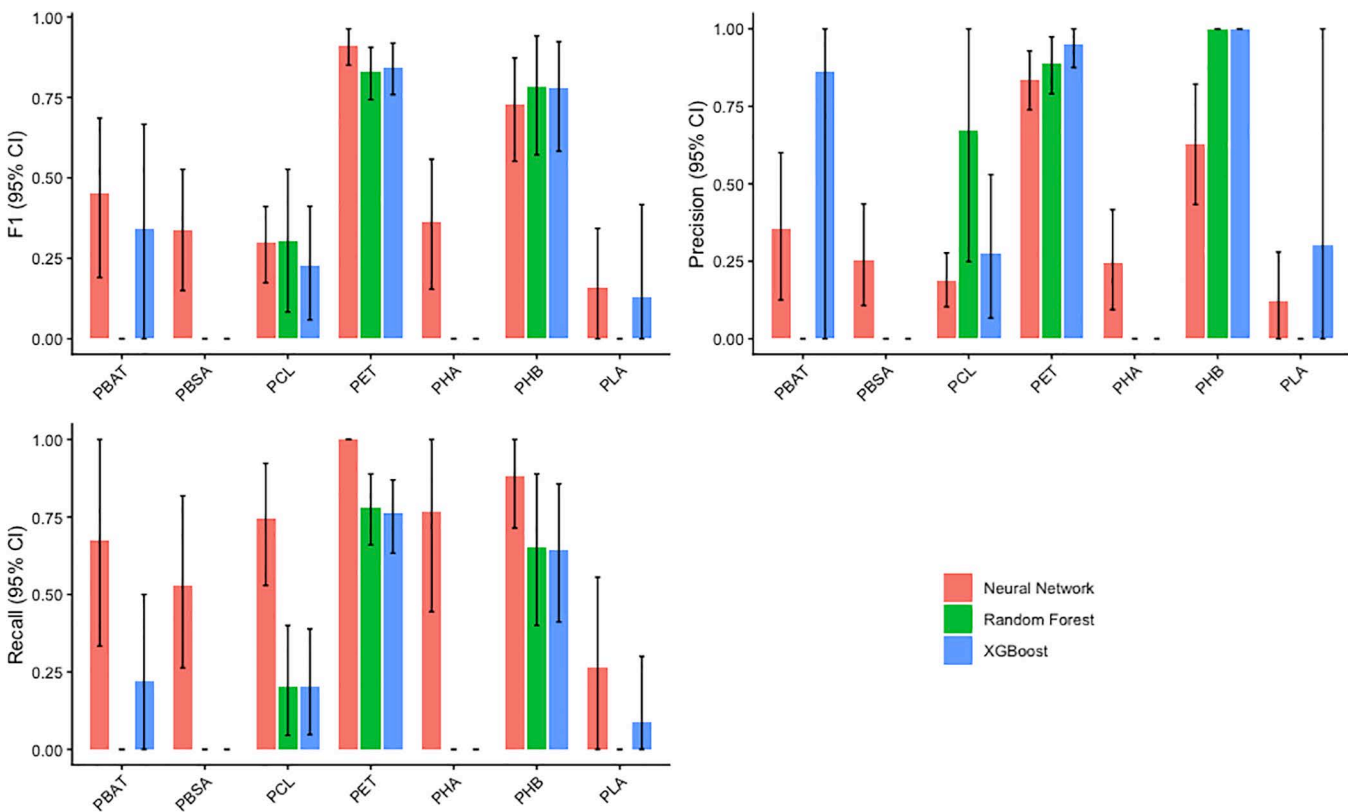 F1 (95% CI)
1.00
0.75
0.50
0.25
0.00
PBAT PBSA PCL PET PHA PHB PLA
Precision (95% CI)
1.00
0.75
0.50
0.25
0.00
PBAT PBSA PCL PET PHA PHB PLA
Recall (95% CI)
1.00
0.75
0.50
0.25
0.00
PBAT PBSA PCL PET PHA PHB PLA
Neural Network
Random Forest
XGBoost